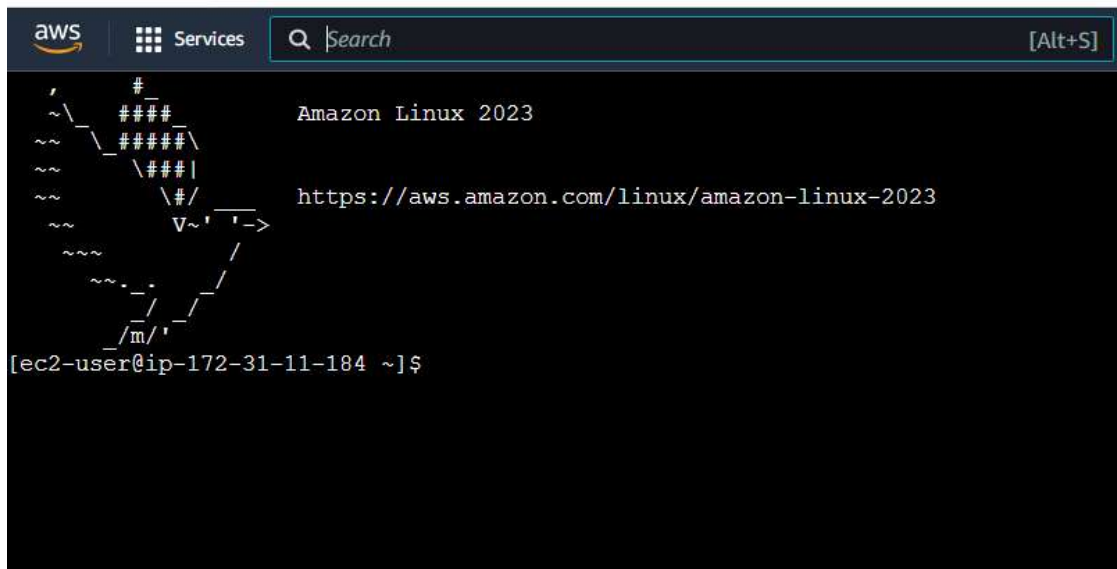 aws Services Search [Alt+S]
   ,     #_
   ~\_  ####_        Amazon Linux 2023
  ~~  \_#####\
  ~~     \###|
  ~~       \#/ ___   https://aws.amazon.com/linux/amazon-linux-2023
   ~~       V~' '->
    ~~~         /
      ~~._.   _/
         _/ _/
       _/m/'
[ec2-user@ip-172-31-11-184 ~]$